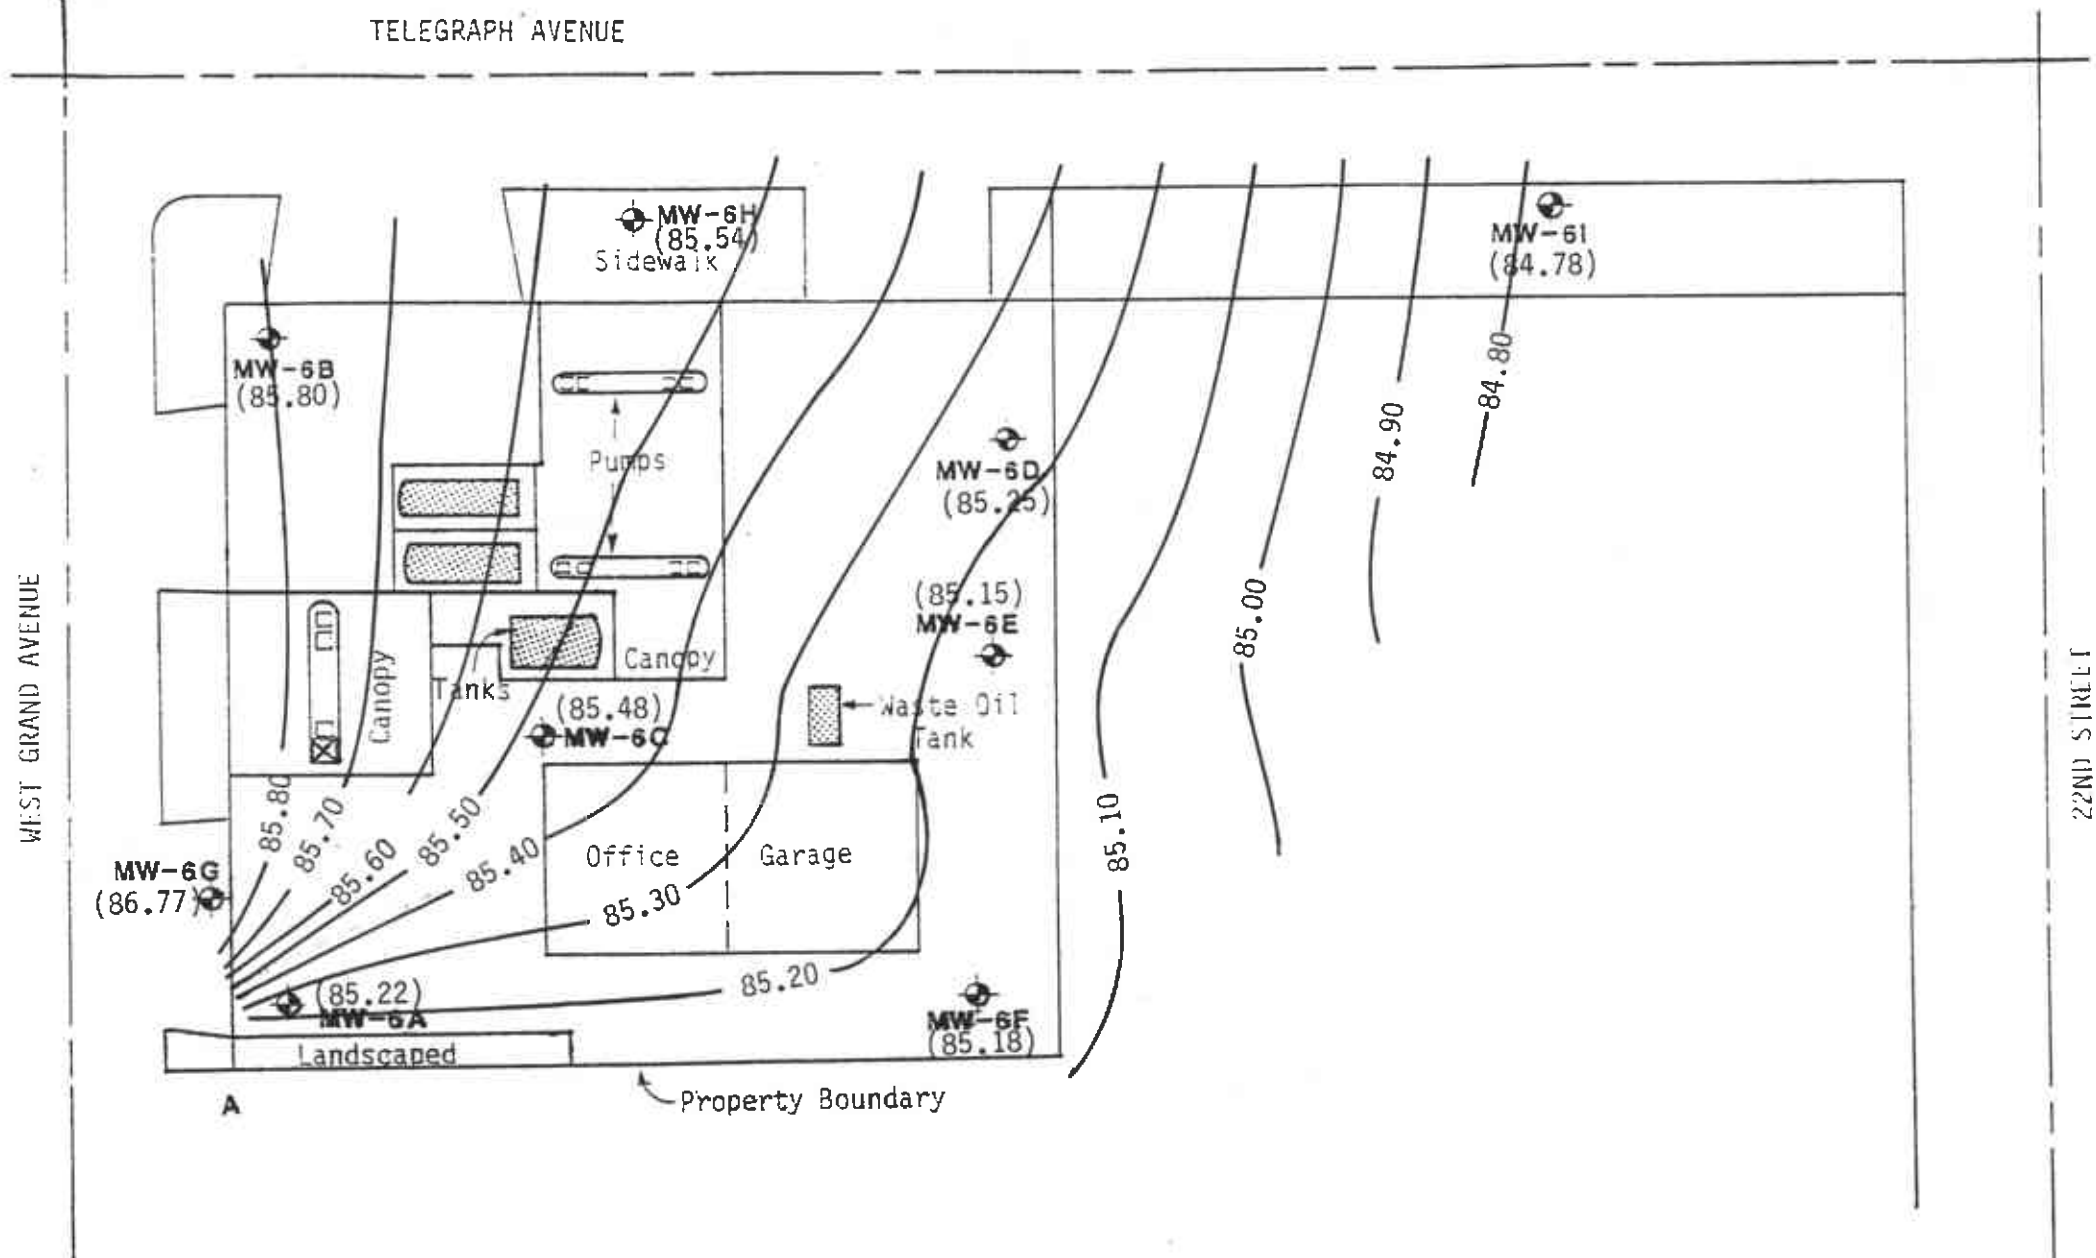 TELEGRAPH AVENUE
MW-6H
(85.54)
Sidewalk
MW-6I
(84.78)
MW-6B
(85.80)
84.80
84.90
Pumps
MW-6D
(85.25)
(85.15)
MW-6E
85.00
WEST GRAND AVENUE
22ND STREET
Canopy
Tanks
Canopy
(85.48)
MW-6C
Waste Oil
Tank
85.80
85.70
85.60
85.50
85.40
Office
Garage
85.10
MW-6G
(86.77)
85.30
85.20
(85.22)
MW-6A
MW-6F
(85.18)
Landscaped
A
Property Boundary